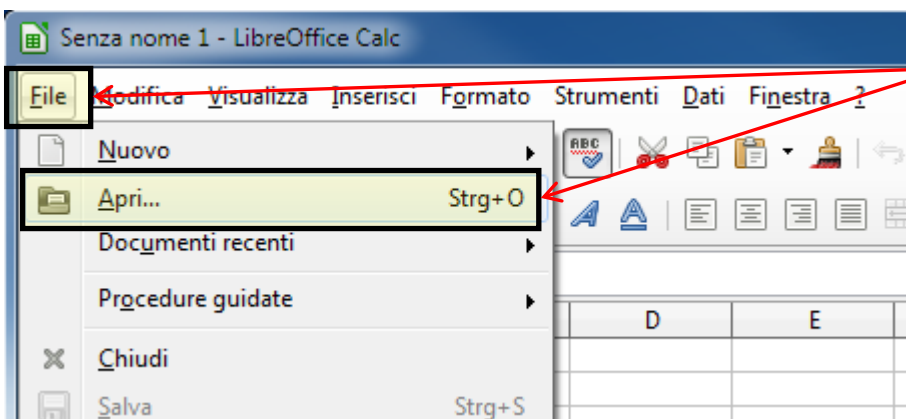 Senza nome 1 - LibreOffice Calc
File Modifica Visualizza Inserisci Formato Strumenti Dati Finestra ?
Nuovo
ABC
Apri... Strg+O
Documenti recenti
Procedure guidate
D E
Chiudi
Salva Strg+S